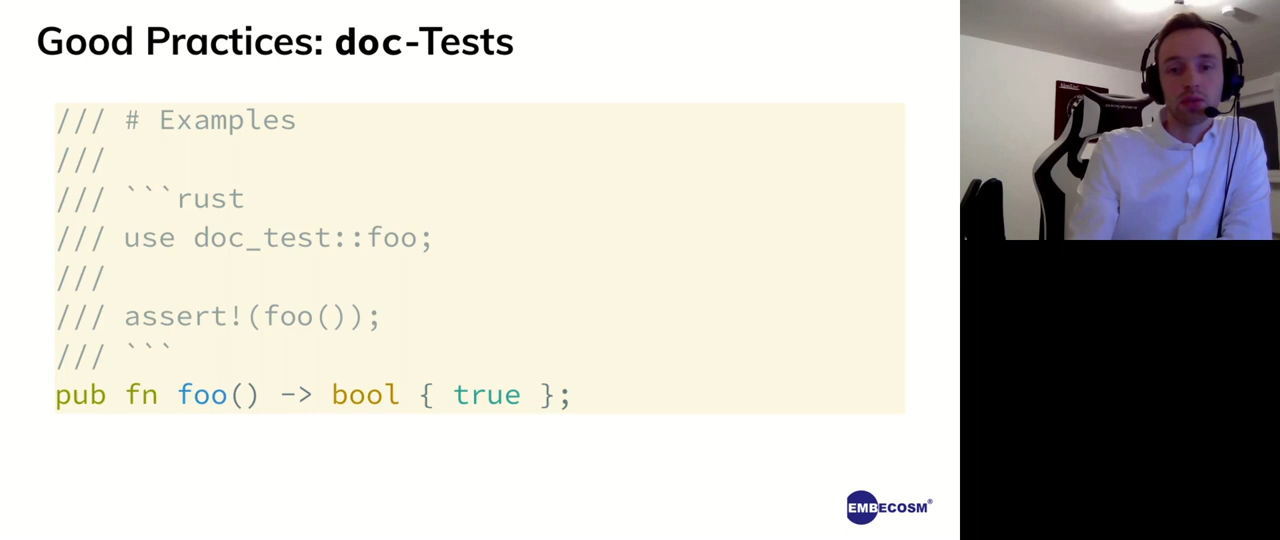 Good Practices: doc-Tests
/// # Examples
///
/// ```rust
/// use doc_test::foo;
///
/// assert!(foo());
/// ```
pub fn foo() -> bool { true };
EMBECOSM®